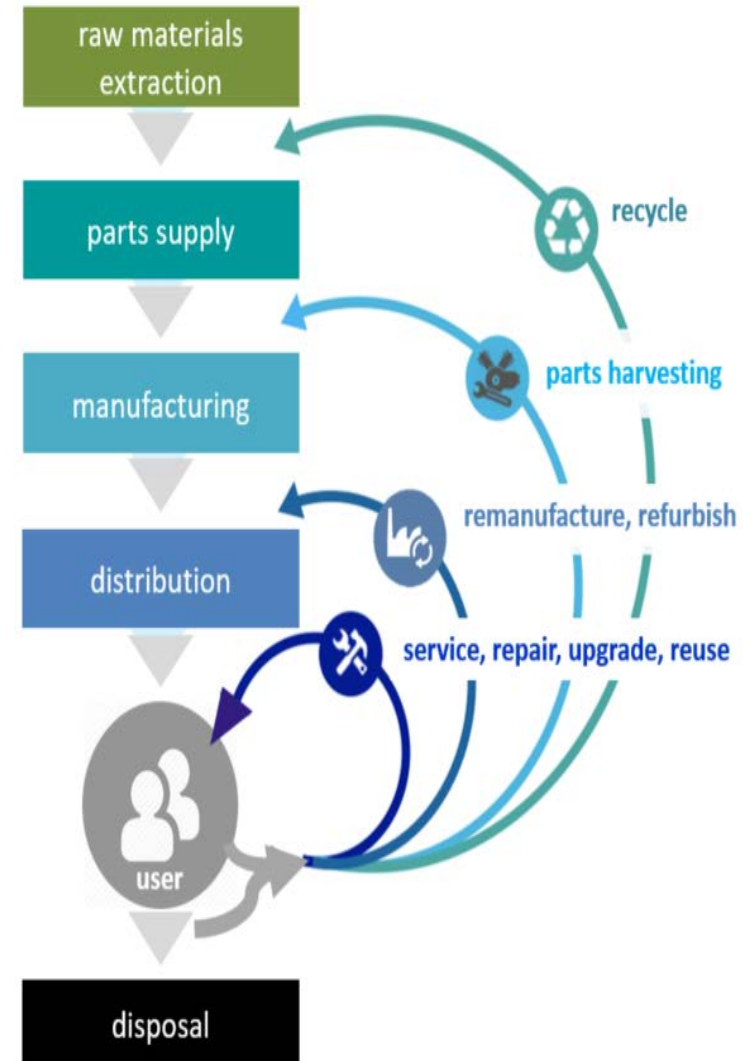 raw materials
extraction
recycle
parts supply
parts harvesting
manufacturing
remanufacture, refurbish
distribution
service, repair, upgrade, reuse
user
disposal